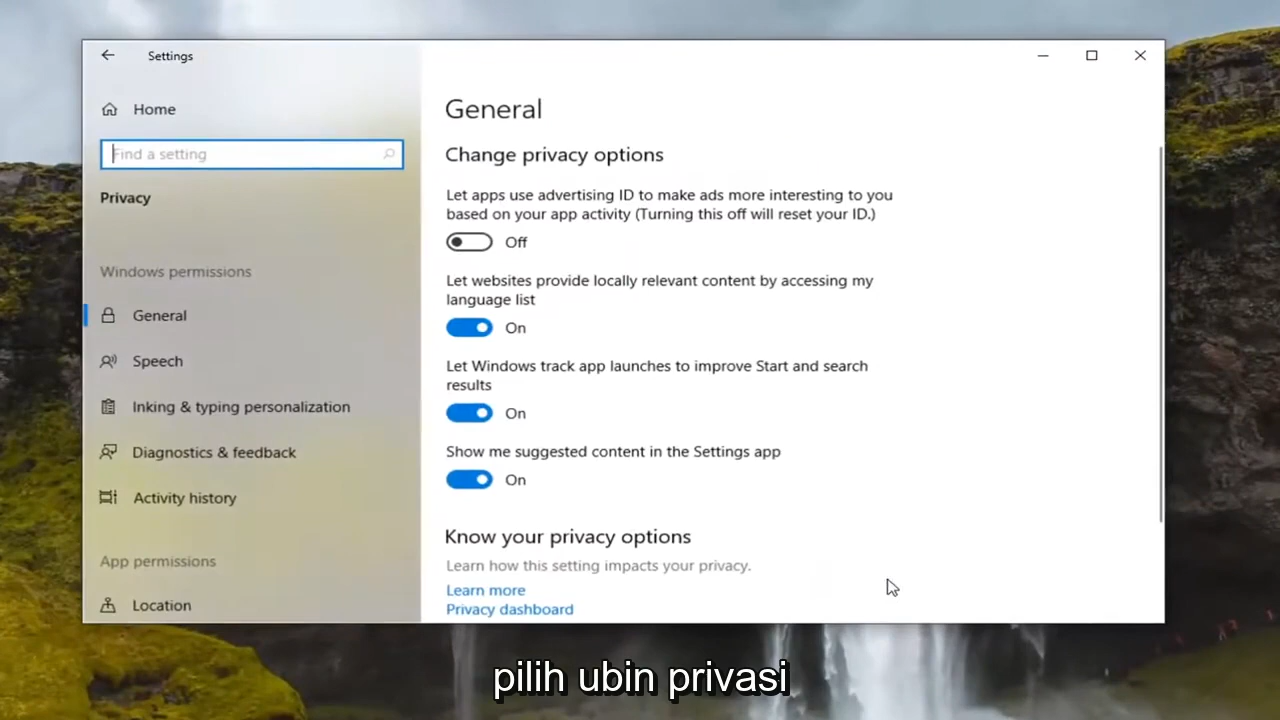 Settings
Home
Find a setting
Privacy
Windows permissions
General
Speech
Inking & typing personalization
Diagnostics & feedback
Activity history
App permissions
Location
General
Change privacy options
Let apps use advertising ID to make ads more interesting to you
based on your app activity (Turning this off will reset your ID.)
Off
Let websites provide locally relevant content by accessing my
language list
On
Let Windows track app launches to improve Start and search
results
On
Show me suggested content in the Settings app
On
Know your privacy options
Learn how this setting impacts your privacy.
Learn more
Privacy dashboard
pilih ubin privasi